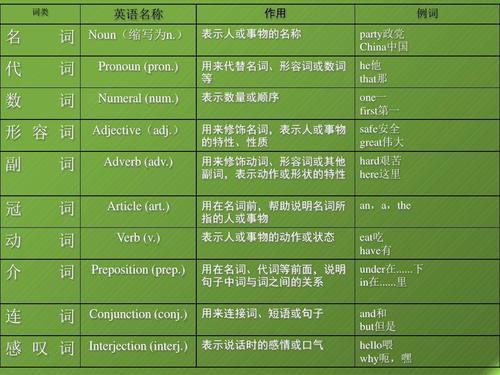 词类 英语名称 作用 例词
名 词 Noun（缩写为n.） 表示人或事物的名称 party政党
China中国
代 词 Pronoun (pron.) 用来代替名词、形容词或数词 he他
等 that那
数 词 Numeral (num.) 表示数量或顺序 one一
first第一
形 容 词 Adjective（adj.） 用来修饰名词，表示人或事物 safe安全
的特性、性质 great伟大
副 词 Adverb (adv.) 用来修饰动词、形容词或其他 hard艰苦
副词，表示动作或形状的特性 here这里
冠 词 Article (art.) 用在名词前，帮助说明名词所 an，a，the
指的人或事物
动 词 Verb (v.) 表示人或事物的动作或状态 eat吃
have有
介 词 Preposition (prep.) 用在名词、代词等前面，说明 under在......下
句子中词与词之间的关系 in在......里
连 词 Conjunction (conj.) 用来连接词、短语或句子 and和
but但是
感 叹 词 Interjection (interj.) 表示说话时的感情或口气 hello喂
why呃，嘿